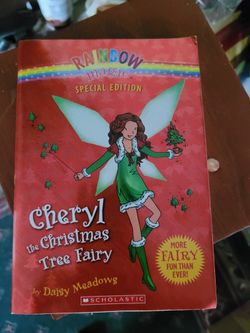 RAINBOW
magic
SPECIAL EDITION
Cheryl
the Christmas
Tree Fairy
MORE
FAIRY
FUN THAN
EVER!
by Daisy Meadows
SCHOLASTIC